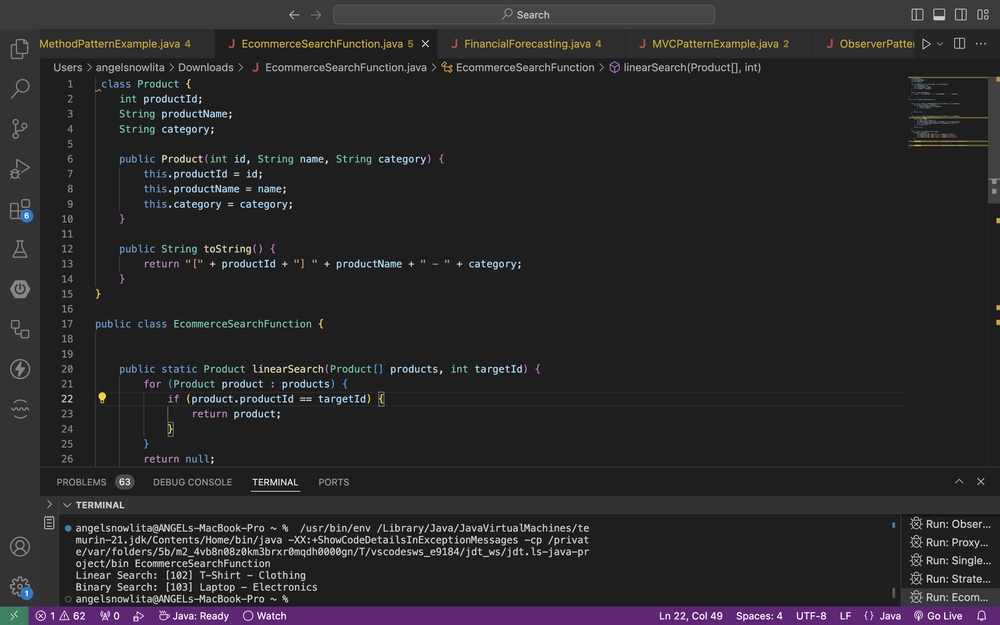 Search
MethodPatternExample.java 4
EcommerceSearchFunction.java 5
FinancialForecasting.java 4
MVCPatternExample.java 2
ObserverPatter
Users > angelsnowlita > Downloads > EcommerceSearchFunction.java > EcommerceSearchFunction > linearSearch(Product[], int)
1 class Product {
2 int productId;
3 String productName;
4 String category;
5
6 public Product(int id, String name, String category) {
7 this.productId = id;
8 this.productName = name;
9 this.category = category;
10 }
11
12 public String toString() {
13 return "[" + productId + "] " + productName + " - " + category;
14 }
15 }
16
17 public class EcommerceSearchFunction {
18
19
20 public static Product linearSearch(Product[] products, int targetId) {
21 for (Product product : products) {
22 if (product.productId == targetId) {
23 return product;
24 }
25 }
26 return null;
PROBLEMS 63 DEBUG CONSOLE TERMINAL PORTS
TERMINAL
angelsnowlita@ANGELs-MacBook-Pro ~ %  /usr/bin/env /Library/Java/JavaVirtualMachines/te
murin-21.jdk/Contents/Home/bin/java -XX:+ShowCodeDetailsInExceptionMessages -cp /privat
e/var/folders/5b/m2_4vb8n08z0km3brxr0mqdh0000gn/T/vscodesws_e9184/jdt_ws/jdt.ls-java-pr
oject/bin EcommerceSearchFunction
Linear Search: [102] T-Shirt - Clothing
Binary Search: [103] Laptop - Electronics
angelsnowlita@ANGELs-MacBook-Pro ~ %
Run: Obser...
Run: Proxy...
Run: Single...
Run: Strate...
Run: Ecom...
6
1
1 62 0 Java: Ready Watch Ln 22, Col 49 Spaces: 4 UTF-8 LF {} Java Go Live